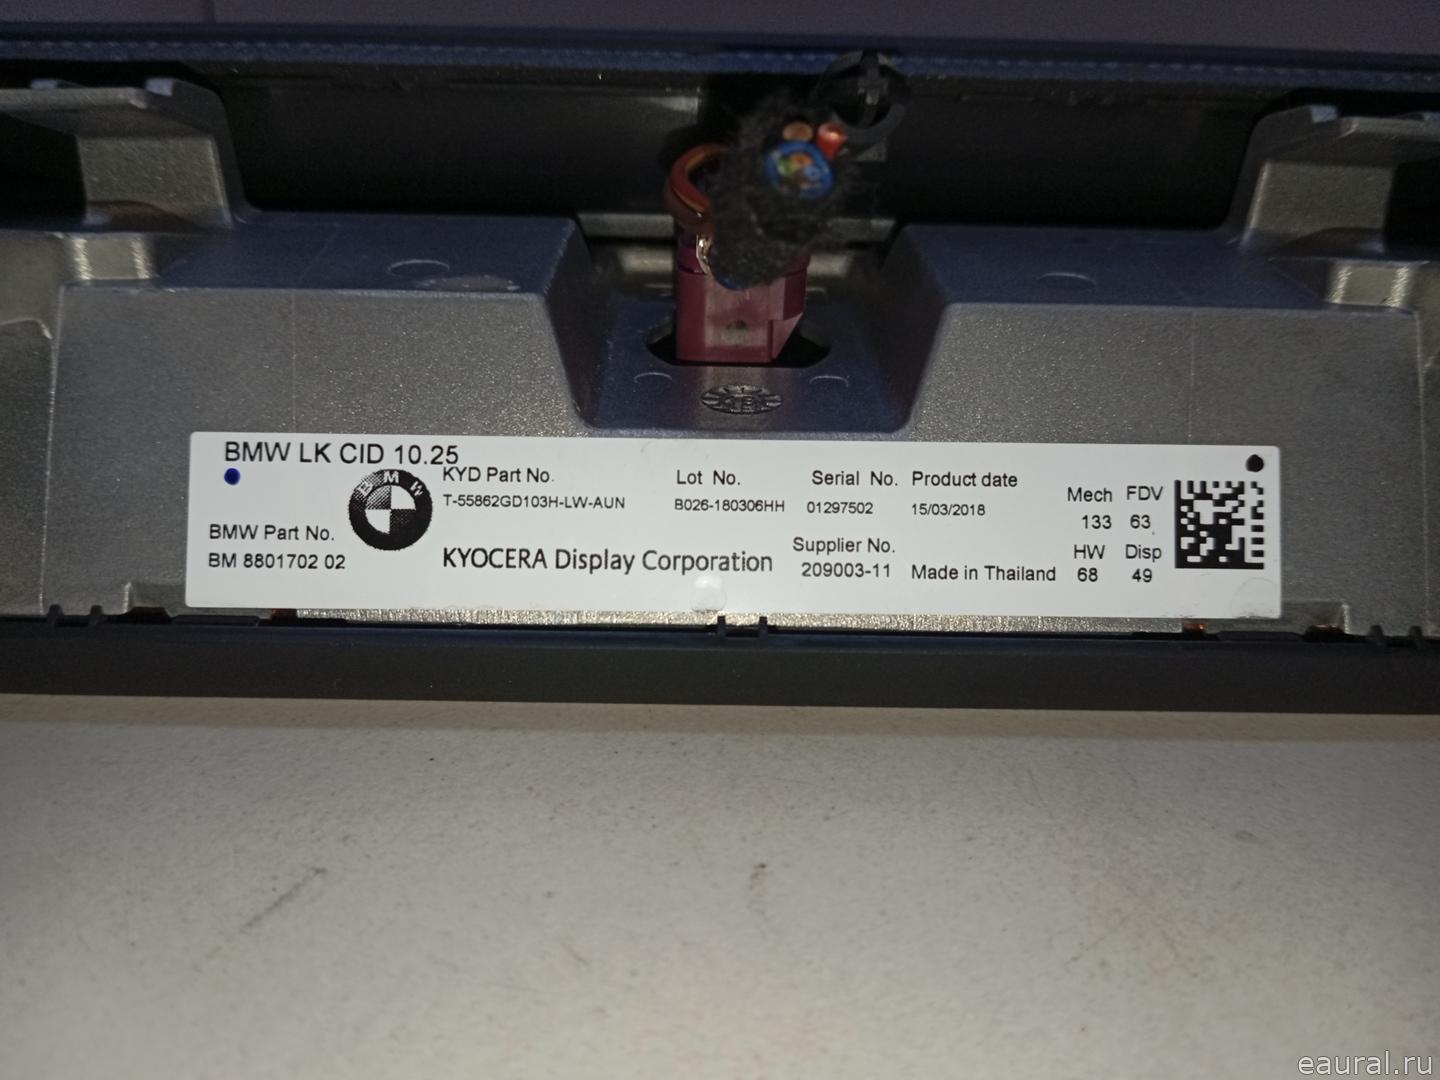 BMW LK CID 10.25
BMW
KYD Part No.
T-55862GD103H-LW-AUN
Lot No.
B026-180306HH
Serial No.
01297502
Product date
15/03/2018
Mech
133
FDV
63
BMW Part No.
BM 8801702 02
KYOCERA Display Corporation
Supplier No.
209003-11
Made in Thailand
HW
68
Disp
49
eaural.ru